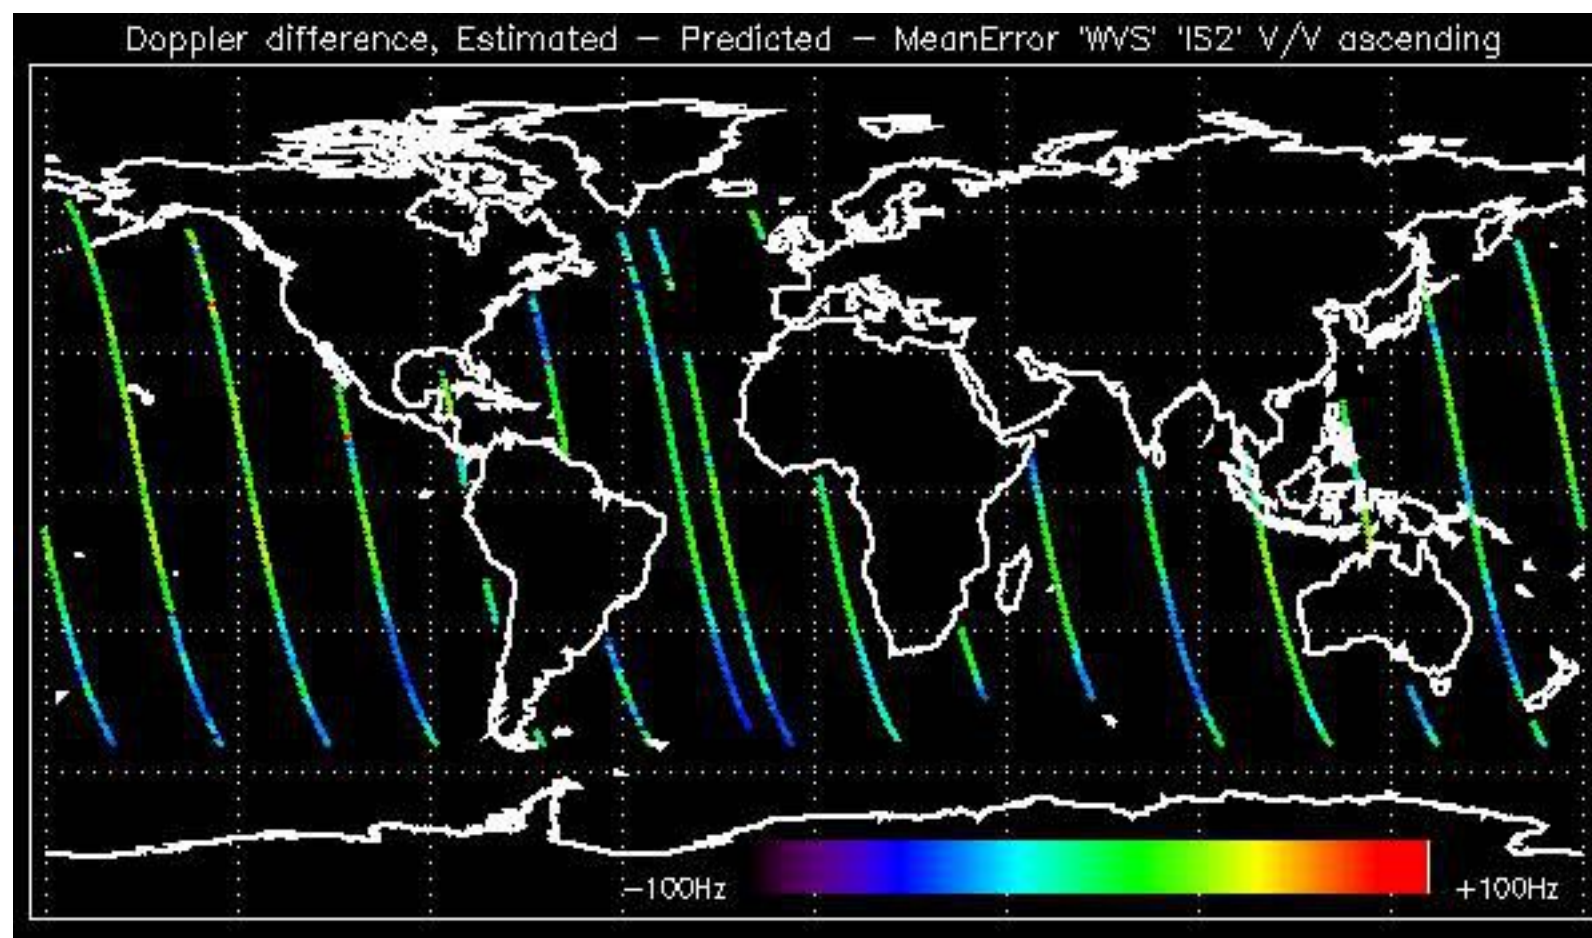 Doppler difference, Estimated – Predicted – MeanError 'WVS' 'IS2' V/V ascending
–100Hz
+100Hz